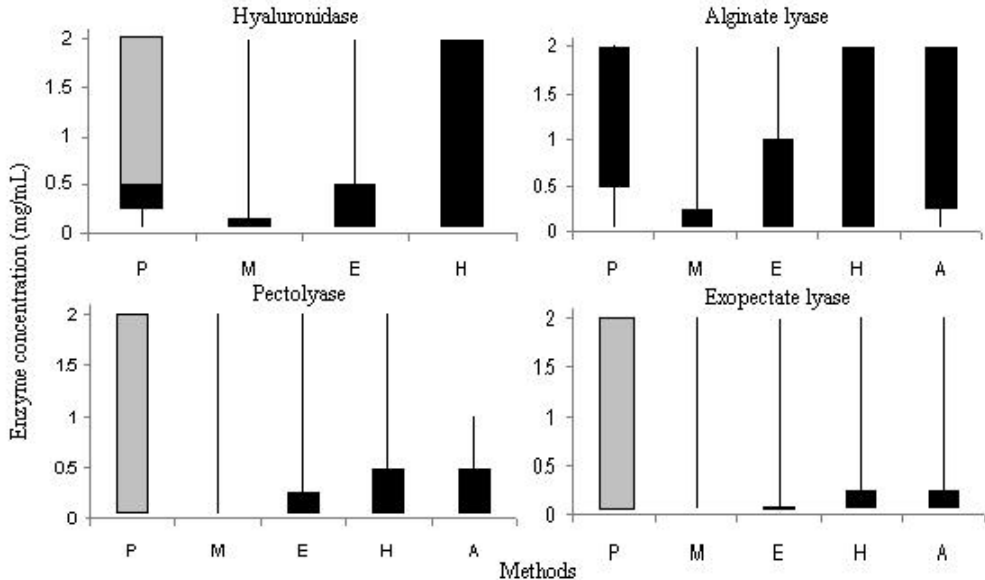 Hyaluronidase
2
1.5
1
0.5
0
P M E H
Alginate lyase
2
1.5
1
0.5
0
P M E H A
Pectolyase
2
1.5
1
0.5
0
P M E H A
Exopectate lyase
2
1.5
1
0.5
0
P M E H A
Enzyme concentration (mg/mL)
Methods